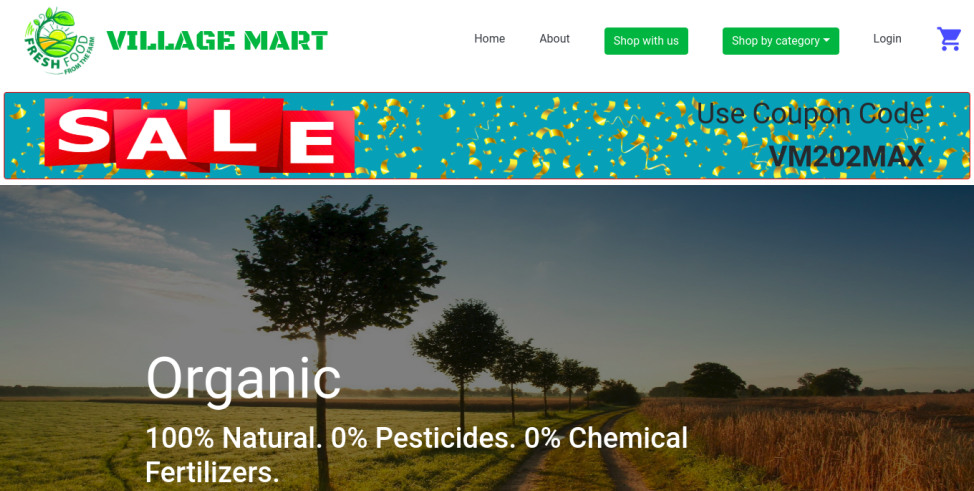 FRESH FOOD
FROM THE FARM
VILLAGE MART
Home
About
Shop with us
Shop by category
Login
SALE
Use Coupon Code
VM202MAX
Organic
100% Natural. 0% Pesticides. 0% Chemical
Fertilizers.